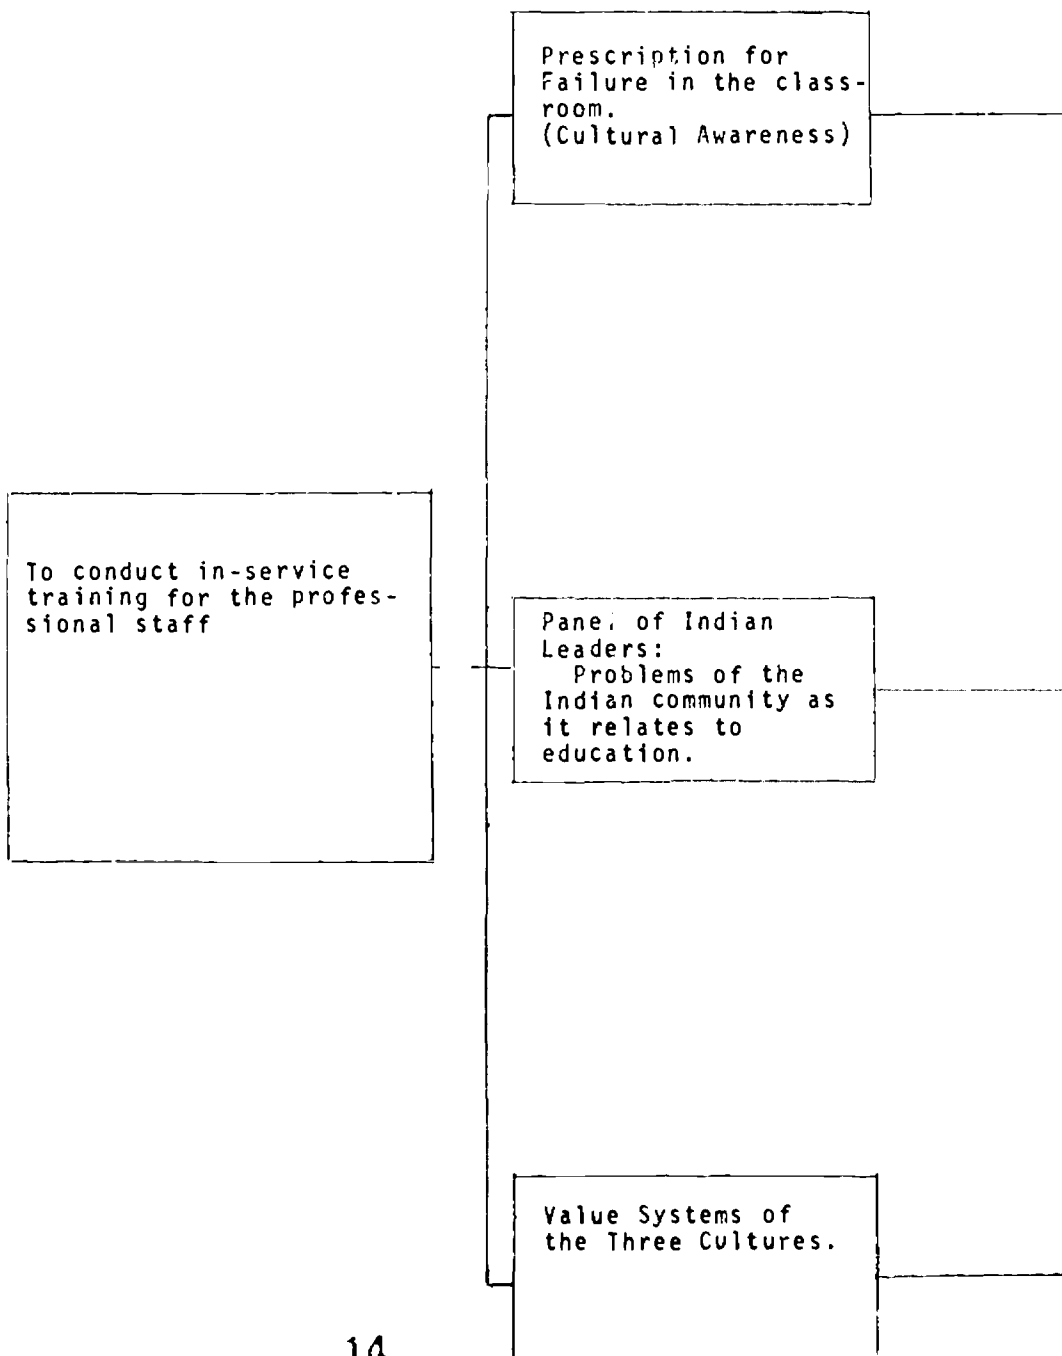 Prescription for
Failure in the class-
room.
(Cultural Awareness)
To conduct in-service
training for the profes-
sional staff
Panel of Indian
Leaders:
Problems of the
Indian community as
it relates to
education.
Value Systems of
the Three Cultures.
14